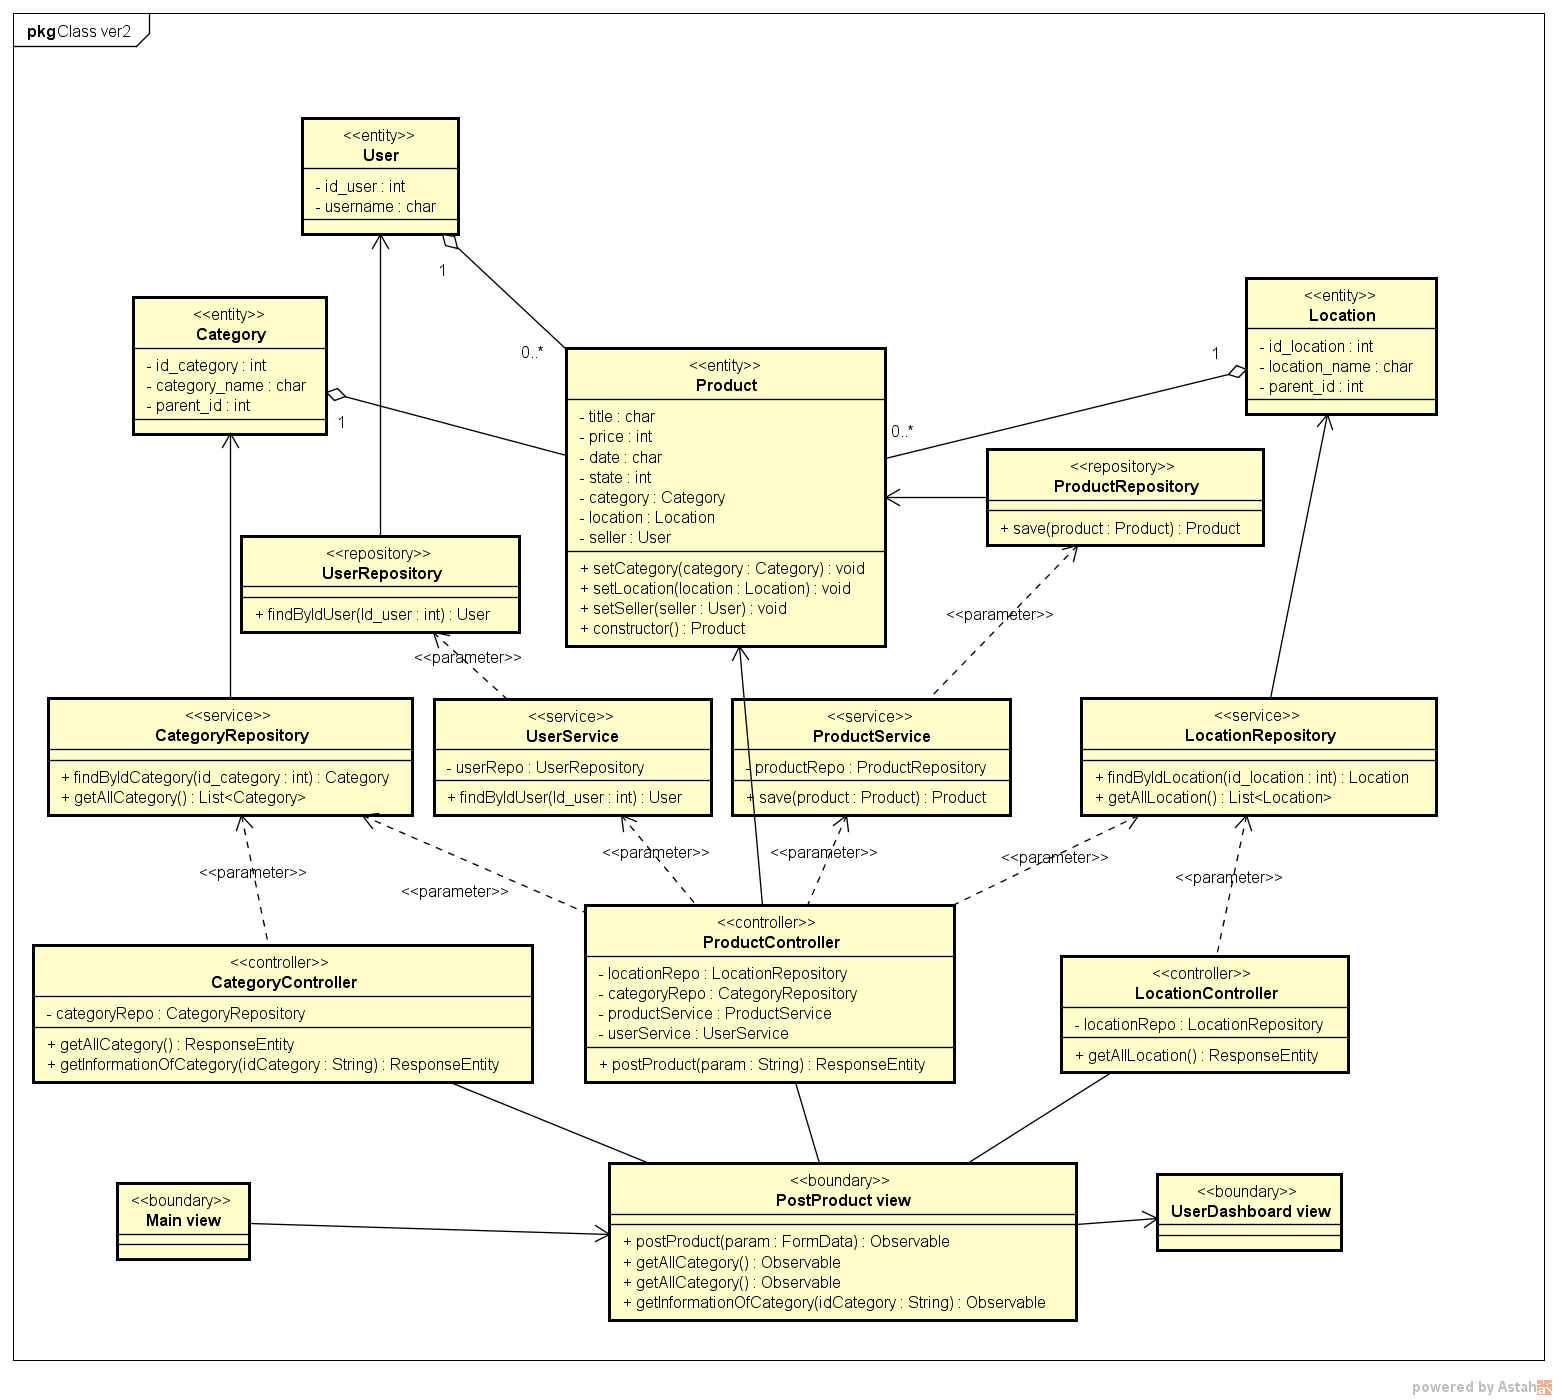 pkg Class ver2
<<entity>>
User
- id_user : int
- username : char
1
0..*
<<entity>>
Category
- id_category : int
- category_name : char
- parent_id : int
1
<<entity>>
Location
- id_location : int
- location_name : char
- parent_id : int
1
0..*
<<entity>>
Product
- title : char
- price : int
- date : char
- state : int
- category : Category
- location : Location
- seller : User
+ setCategory(category : Category) : void
+ setLocation(location : Location) : void
+ setSeller(seller : User) : void
+ constructor() : Product
<<repository>>
ProductRepository
+ save(product : Product) : Product
<<repository>>
UserRepository
+ findByIdUser(Id_user : int) : User
<<parameter>>
<<parameter>>
<<service>>
CategoryRepository
+ findByIdCategory(id_category : int) : Category
+ getAllCategory() : List<Category>
<<service>>
UserService
- userRepo : UserRepository
+ findByIdUser(Id_user : int) : User
<<service>>
ProductService
- productRepo : ProductRepository
+ save(product : Product) : Product
<<service>>
LocationRepository
+ findByIdLocation(id_location : int) : Location
+ getAllLocation() : List<Location>
<<parameter>>
<<parameter>>
<<parameter>>
<<parameter>>
<<parameter>>
<<parameter>>
<<controller>>
CategoryController
- categoryRepo : CategoryRepository
+ getAllCategory() : ResponseEntity
+ getInformationOfCategory(idCategory : String) : ResponseEntity
<<controller>>
ProductController
- locationRepo : LocationRepository
- categoryRepo : CategoryRepository
- productService : ProductService
- userService : UserService
+ postProduct(param : String) : ResponseEntity
<<controller>>
LocationController
- locationRepo : LocationRepository
+ getAllLocation() : ResponseEntity
<<boundary>>
Main view
<<boundary>>
PostProduct view
+ postProduct(param : FormData) : Observable
+ getAllCategory() : Observable
+ getAllCategory() : Observable
+ getInformationOfCategory(idCategory : String) : Observable
<<boundary>>
UserDashboard view
powered by Astah